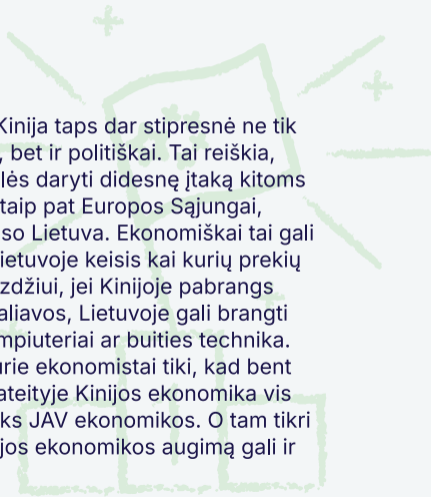 Kinija taps dar stipresnė ne tik
, bet ir politiškai. Tai reiškia,
lės daryti didesnę įtaką kitoms
taip pat Europos Sąjungai,
so Lietuva. Ekonomiškai tai gali
ietuvoje keisis kai kurių prekių
zdžiui, jei Kinijoje pabrangs
aliavos, Lietuvoje gali brangti
mpiuteriai ar buities technika.
urie ekonomistai tiki, kad bent
ateityje Kinijos ekonomika vis
ks JAV ekonomikos. O tam tikri
jos ekonomikos augimą gali ir